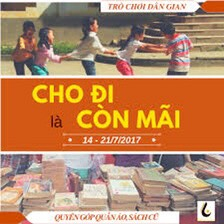 TRÒ CHƠI DÂN GIAN
CHO ĐI
là CÒN MÃI
14 - 21/7/2017
QUYÊN GÓP QUẦN ÁO, SÁCH CŨ